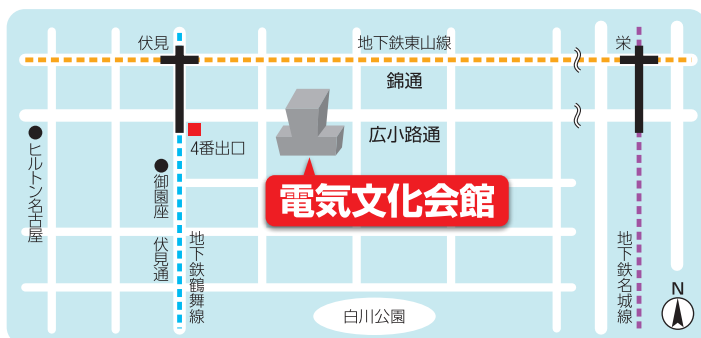 伏見
地下鉄東山線
栄
錦通
広小路通
4番出口
ヒルトン名古屋
御園座
電気文化会館
伏見通
地下鉄鶴舞線
地下鉄名城線
白川公園
N